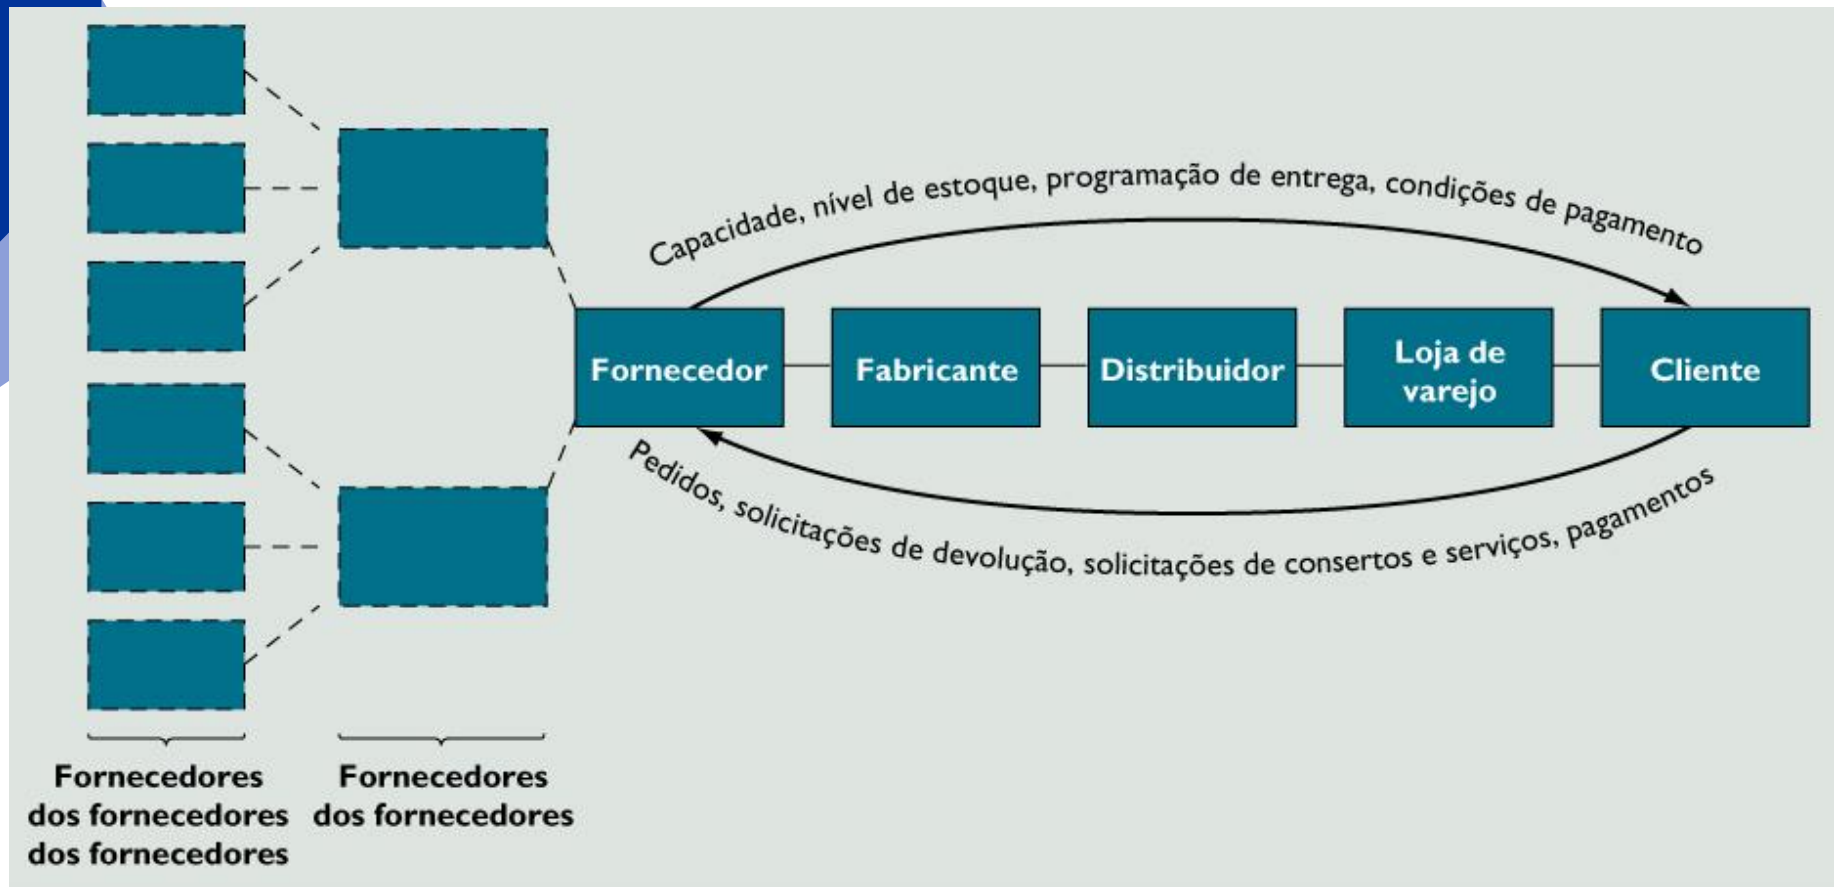 Capacidade, nível de estoque, programação de entrega, condições de pagamento
Fornecedor
Fabricante
Distribuidor
Loja de
varejo
Cliente
Pedidos, solicitações de devolução, solicitações de consertos e serviços, pagamentos
Fornecedores
dos fornecedores
dos fornecedores
Fornecedores
dos fornecedores